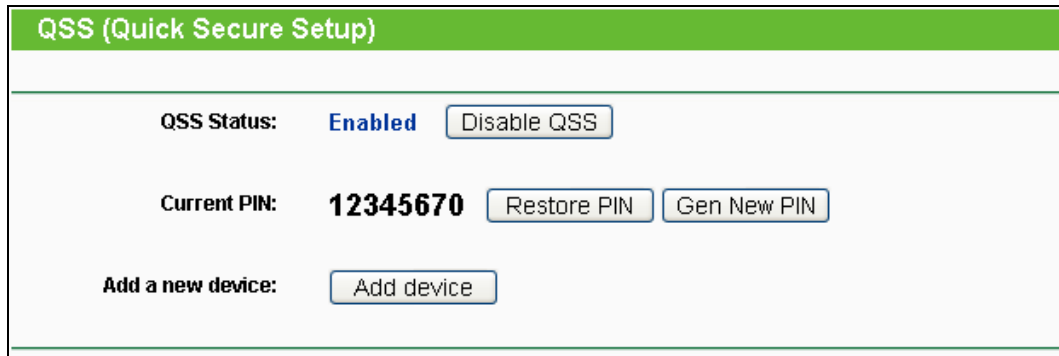 QSS (Quick Secure Setup)
QSS Status: Enabled Disable QSS
Current PIN: 12345670 Restore PIN Gen New PIN
Add a new device: Add device